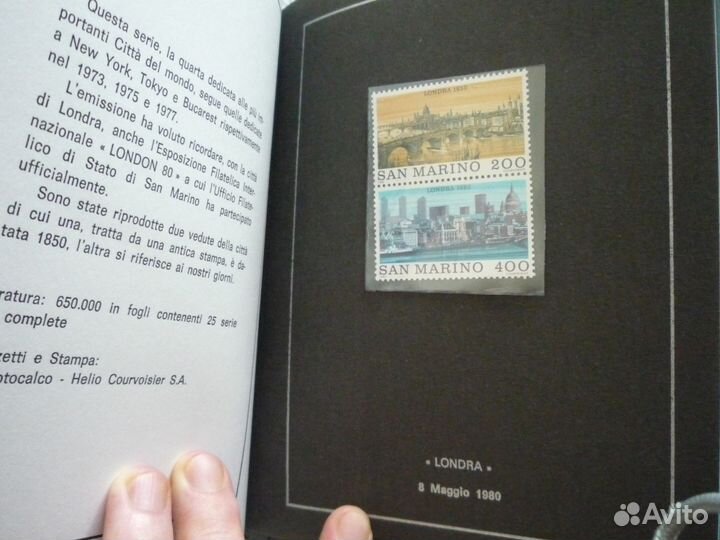 Questa serie, la quarta dedicata alle più im-
portanti Città del mondo, segue quelle dedicate
a New York, Tokyo e Bucarest rispettivamente
nel 1973, 1975 e 1977.
L'emissione ha voluto ricordare, con la città
di Londra, anche l'Esposizione Filatelica Inter-
nazionale « LONDON 80 » a cui l'Ufficio Filate-
lico di Stato di San Marino ha partecipato
ufficialmente.
Sono state riprodotte due vedute della città
di cui una, tratta da una antica stampa, è da-
tata 1850, l'altra si riferisce ai nostri giorni.
ratura: 650.000 in fogli contenenti 25 serie
complete
zetti e Stampa:
otocalco - Helio Courvoisier S.A.
LONDRA 1850
SAN MARINO 200
LONDRA 1980
SAN MARINO 400
« LONDRA »
8 Maggio 1980
Avito